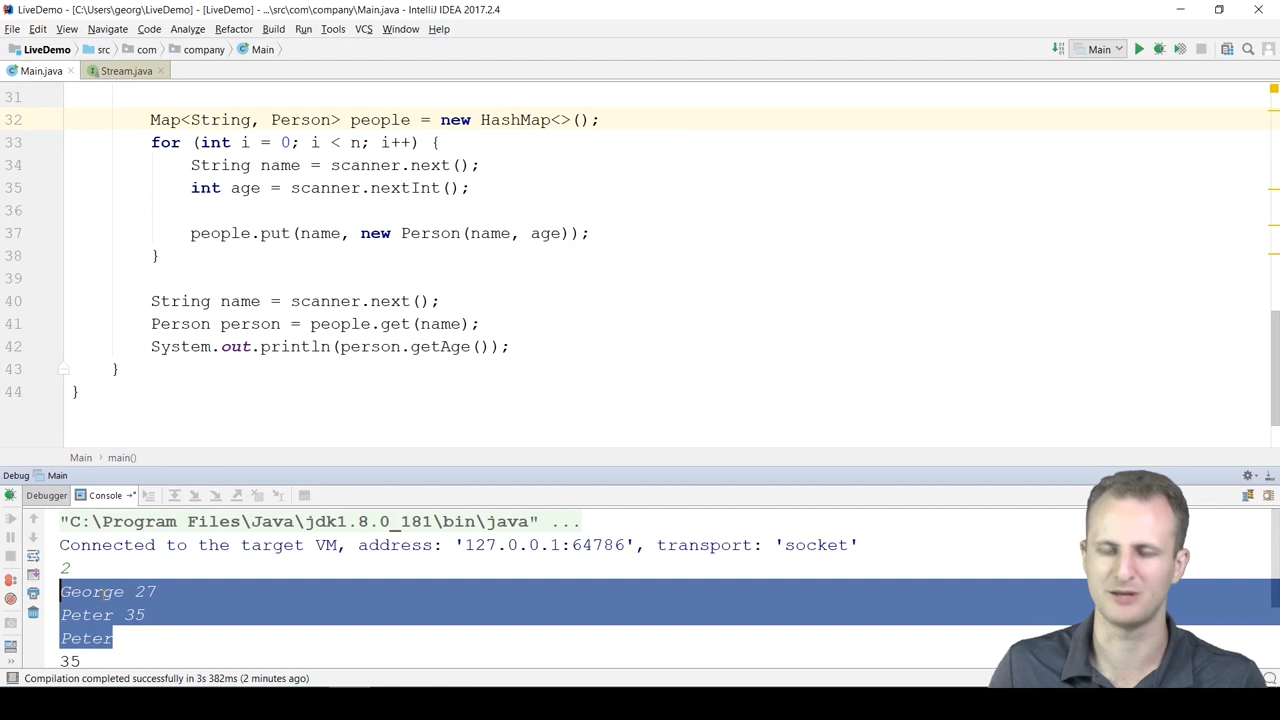 LiveDemo - [C:\Users\georg\LiveDemo] - [LiveDemo] - ...\src\com\company\Main.java - IntelliJ IDEA 2017.2.4
File Edit View Navigate Code Analyze Refactor Build Run Tools VCS Window Help
LiveDemo src com company Main Main
Main.java Stream.java
31
32 Map<String, Person> people = new HashMap<>();
33 for (int i = 0; i < n; i++) {
34 String name = scanner.next();
35 int age = scanner.nextInt();
36
37 people.put(name, new Person(name, age));
38 }
39
40 String name = scanner.next();
41 Person person = people.get(name);
42 System.out.println(person.getAge());
43 }
44 }
Main > main()
Debug Main
Debugger Console
"C:\Program Files\Java\jdk1.8.0_181\bin\java" ...
Connected to the target VM, address: '127.0.0.1:64786', transport: 'socket'
2
George 27
Peter 35
Peter
35
Compilation completed successfully in 3s 382ms (2 minutes ago)